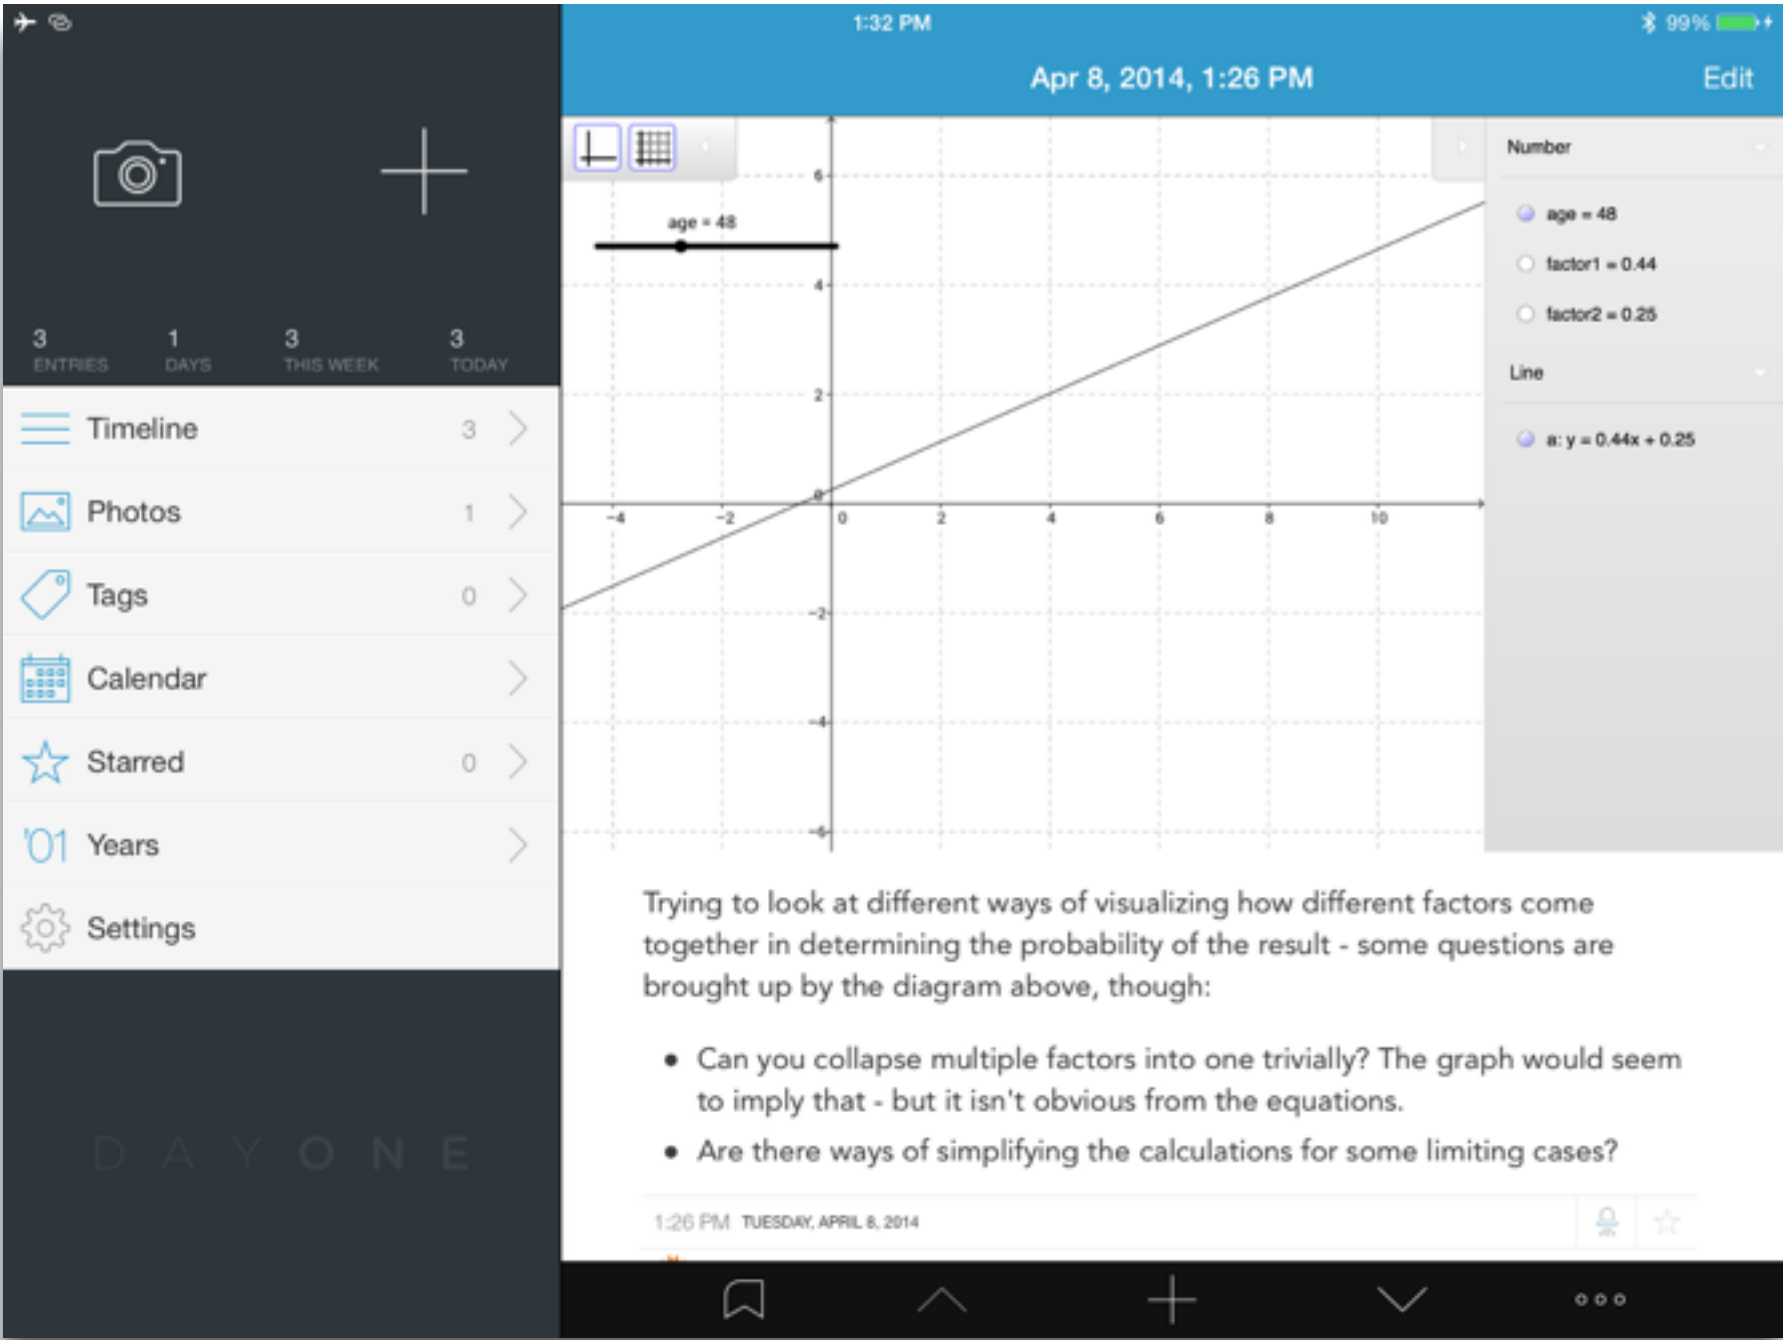 1:32 PM
99%
Apr 8, 2014, 1:26 PM
Edit
3
ENTRIES
1
DAYS
3
THIS WEEK
3
TODAY
Timeline 3
Photos 1
Tags 0
Calendar
Starred 0
'01 Years
Settings
DAYONE
age = 48
6
4
2
0
-2
-4
-6
-4 -2 0 2 4 6 8 10
Number
age = 48
factor1 = 0.44
factor2 = 0.25
Line
a: y = 0.44x + 0.25
Trying to look at different ways of visualizing how different factors come
together in determining the probability of the result - some questions are
brought up by the diagram above, though:
• Can you collapse multiple factors into one trivially? The graph would seem
to imply that - but it isn't obvious from the equations.
• Are there ways of simplifying the calculations for some limiting cases?
1:26 PM TUESDAY, APRIL 8, 2014